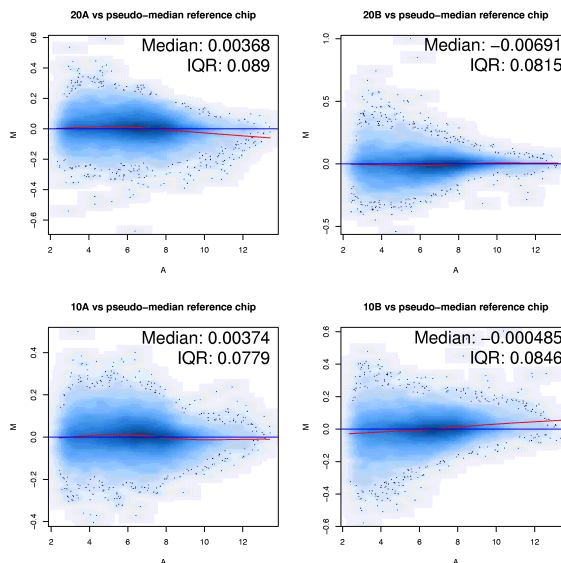 20A vs pseudo−median reference chip
Median: 0.00368
IQR: 0.089
M
0.6
0.4
0.2
0.0
−0.2
−0.4
−0.6
2 4 6 8 10 12
A
20B vs pseudo−median reference chip
Median: −0.00691
IQR: 0.0815
M
1.0
0.5
0.0
−0.5
2 4 6 8 10 12
A
10A vs pseudo−median reference chip
Median: 0.00374
IQR: 0.0779
M
0.4
0.2
0.0
−0.2
−0.4
2 4 6 8 10 12
A
10B vs pseudo−median reference chip
Median: −0.000485
IQR: 0.0846
M
0.6
0.4
0.2
0.0
−0.2
−0.4
−0.6
2 4 6 8 10 12
A